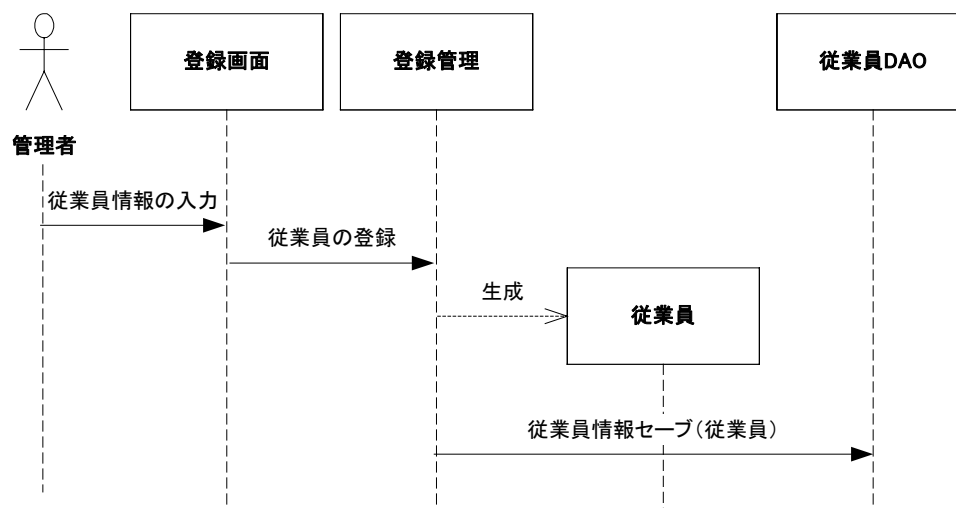 登録画面
登録管理
従業員DAO
管理者
従業員情報の入力
従業員の登録
生成
従業員
従業員情報セーブ(従業員)